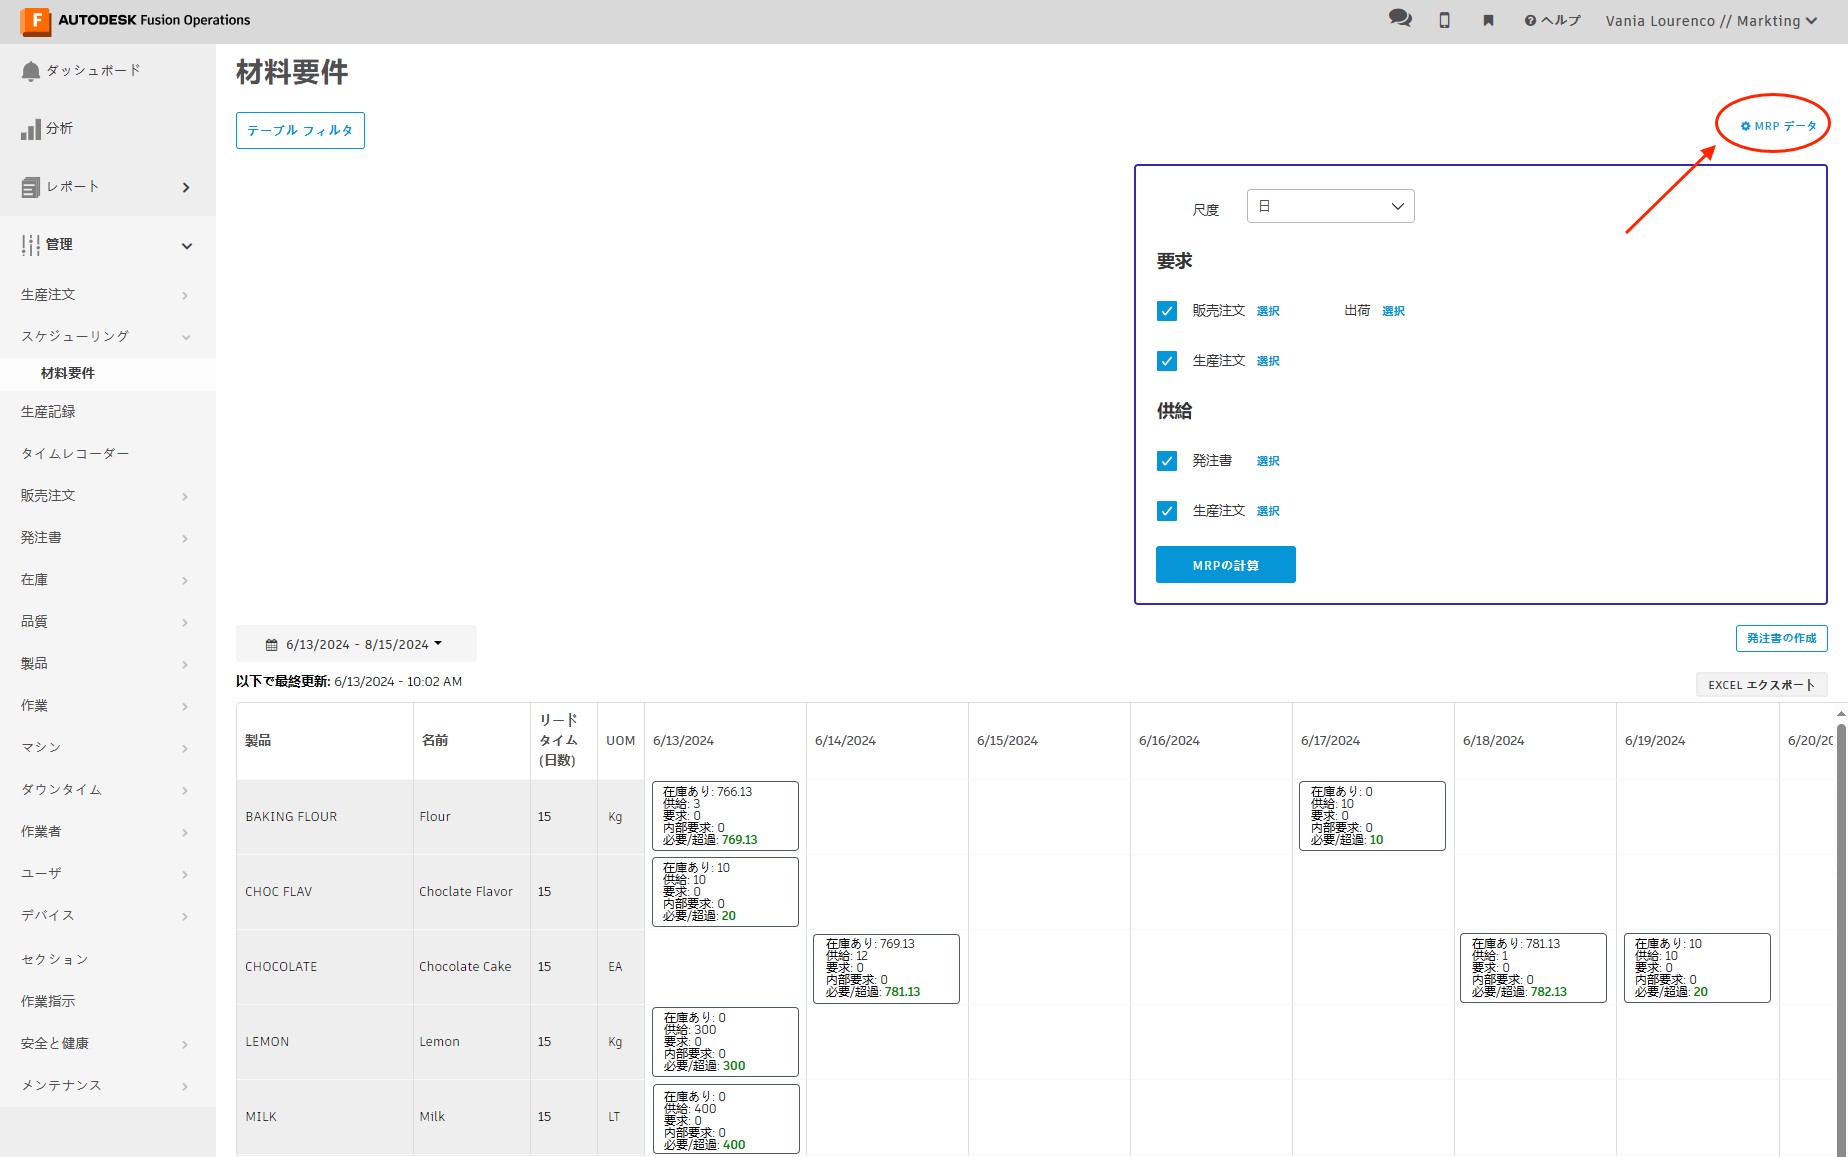 AUTODESK Fusion Operations
ヘルプ
Vania Lourenco // Markting
ダッシュボード
分析
レポート
管理
生産注文
スケジューリング
材料要件
生産記録
タイムレコーダー
販売注文
発注書
在庫
品質
製品
作業
マシン
ダウンタイム
作業者
ユーザ
デバイス
セクション
作業指示
安全と健康
メンテナンス
材料要件
テーブル フィルタ
MRP データ
尺度 日
要求
販売注文 選択 出荷 選択
生産注文 選択
供給
発注書 選択
生産注文 選択
MRPの計算
6/13/2024 - 8/15/2024
発注書の作成
以下で最終更新: 6/13/2024 - 10:02 AM
EXCEL エクスポート
製品 名前 リード タイム (日数) UOM 6/13/2024 6/14/2024 6/15/2024 6/16/2024 6/17/2024 6/18/2024 6/19/2024 6/20/20
BAKING FLOUR Flour 15 Kg
在庫あり: 766.13
供給: 3
要求: 0
内部要求: 0
必要/超過: 769.13
在庫あり: 0
供給: 10
要求: 0
内部要求: 0
必要/超過: 10
CHOC FLAV Choclate Flavor 15
在庫あり: 10
供給: 10
要求: 0
内部要求: 0
必要/超過: 20
CHOCOLATE Chocolate Cake 15 EA
在庫あり: 769.13
供給: 12
要求: 0
内部要求: 0
必要/超過: 781.13
在庫あり: 781.13
供給: 1
要求: 0
内部要求: 0
必要/超過: 782.13
在庫あり: 10
供給: 10
要求: 0
内部要求: 0
必要/超過: 20
LEMON Lemon 15 Kg
在庫あり: 0
供給: 300
要求: 0
内部要求: 0
必要/超過: 300
MILK Milk 15 LT
在庫あり: 0
供給: 400
要求: 0
内部要求: 0
必要/超過: 400